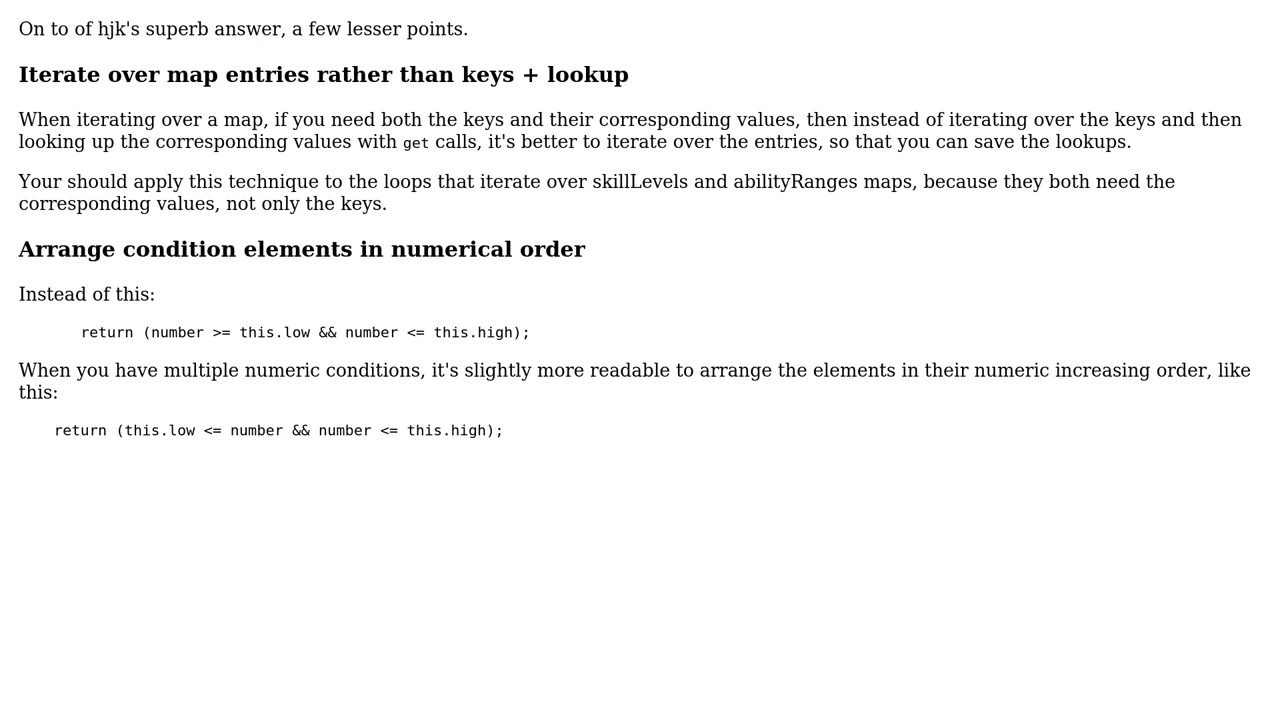 On to of hjk's superb answer, a few lesser points.
Iterate over map entries rather than keys + lookup
When iterating over a map, if you need both the keys and their corresponding values, then instead of iterating over the keys and then
looking up the corresponding values with get calls, it's better to iterate over the entries, so that you can save the lookups.
Your should apply this technique to the loops that iterate over skillLevels and abilityRanges maps, because they both need the
corresponding values, not only the keys.
Arrange condition elements in numerical order
Instead of this:
return (number >= this.low && number <= this.high);
When you have multiple numeric conditions, it's slightly more readable to arrange the elements in their numeric increasing order, like
this:
return (this.low <= number && number <= this.high);